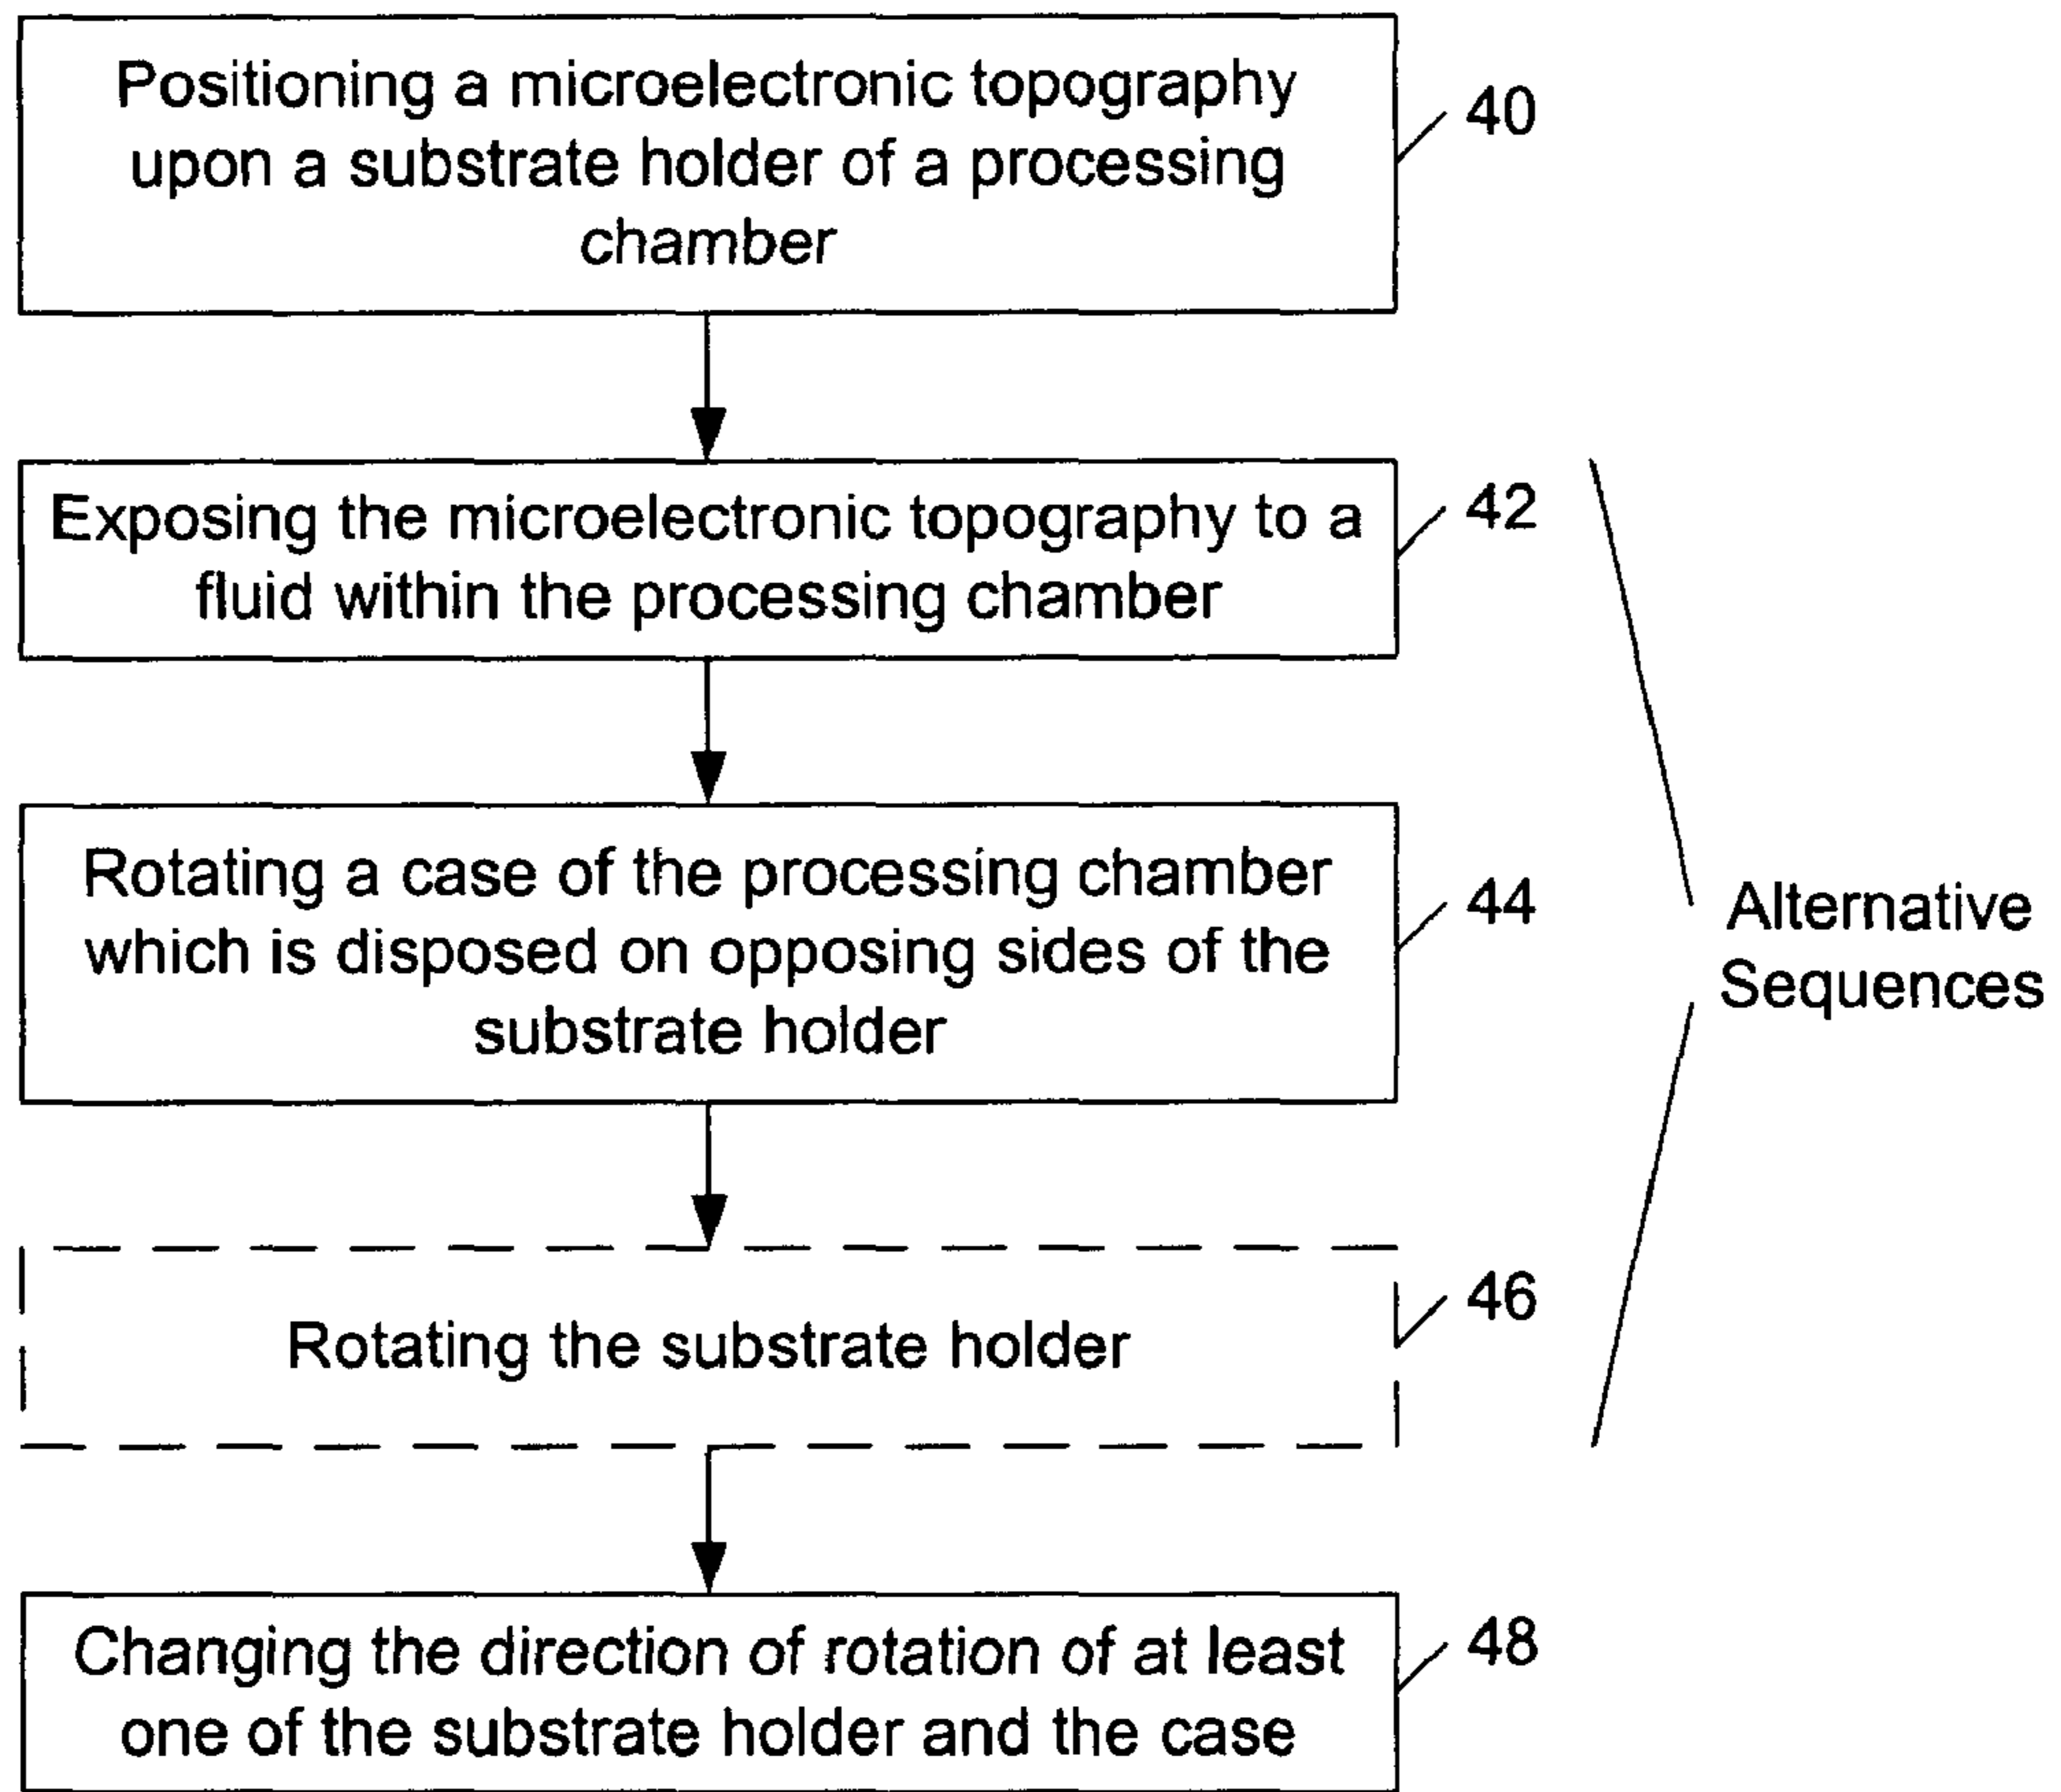 Positioning a microelectronic topography
upon a substrate holder of a processing
chamber
40
Exposing the microelectronic topography to a
fluid within the processing chamber
42
Rotating a case of the processing chamber
which is disposed on opposing sides of the
substrate holder
44
Alternative
Sequences
Rotating the substrate holder
46
Changing the direction of rotation of at least
one of the substrate holder and the case
48